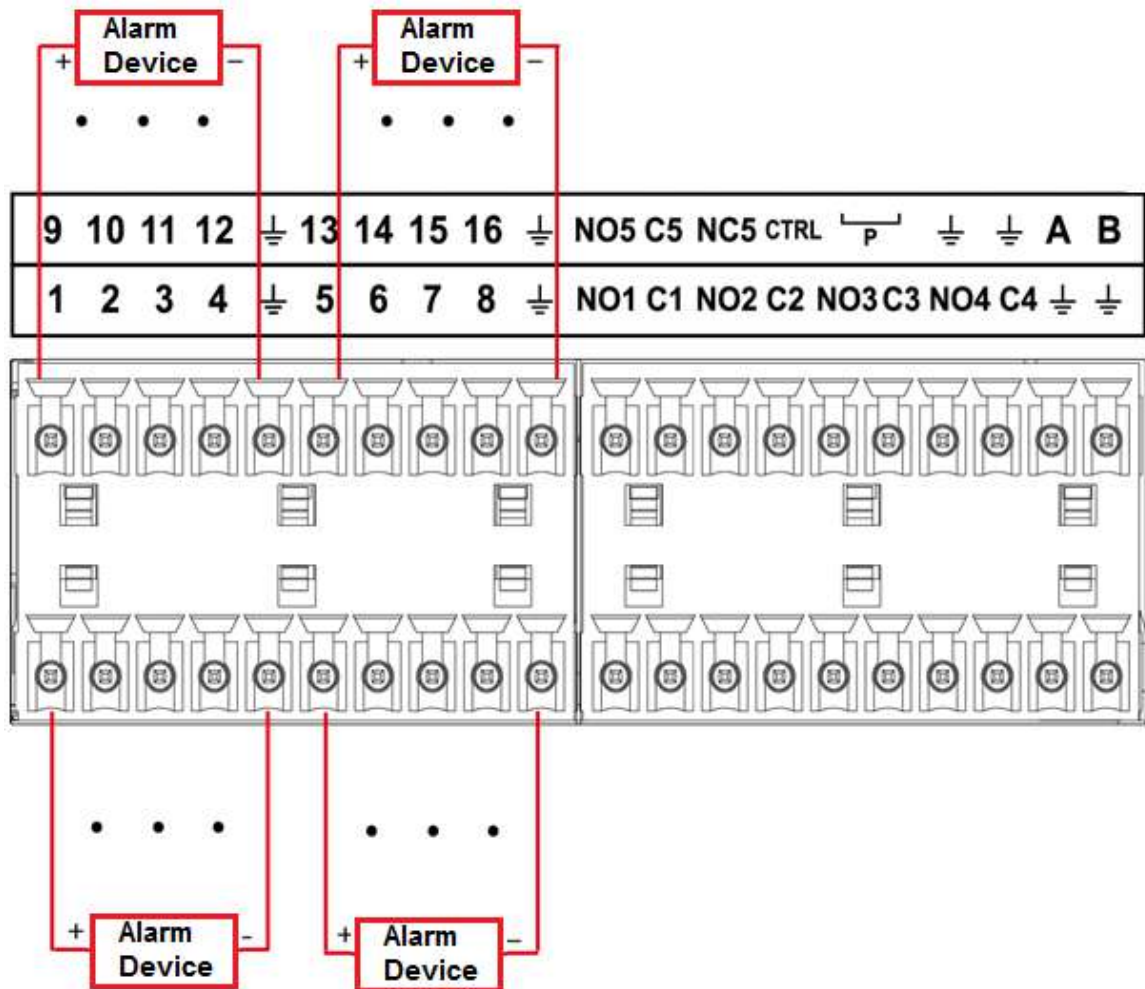 Alarm Device
+ −
Alarm Device
+ −
9 10 11 12 ⏚ 13 14 15 16 ⏚ NO5 C5 NC5 CTRL P ⏚ ⏚ A B
1 2 3 4 ⏚ 5 6 7 8 ⏚ NO1 C1 NO2 C2 NO3 C3 NO4 C4 ⏚ ⏚
+ -
Alarm Device
+ −
Alarm Device